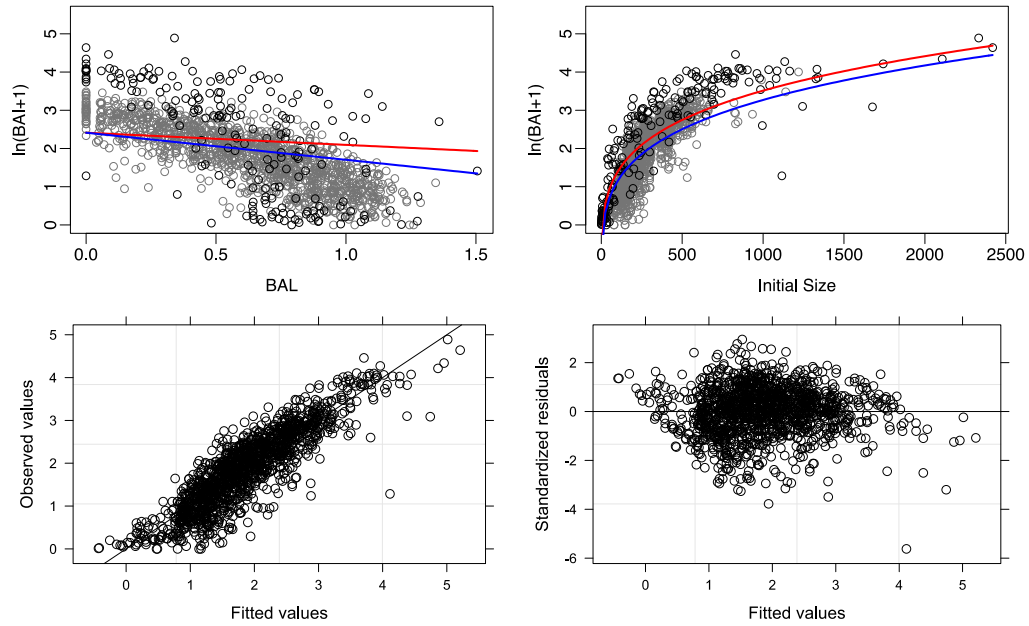 5
4
3
2
1
0
ln(BAI+1)
0.0 0.5 1.0 1.5
BAL
5
4
3
2
1
0
ln(BAI+1)
0 500 1000 1500 2000 2500
Initial Size
5
4
3
2
1
0
Observed values
0 1 2 3 4 5
Fitted values
2
0
-2
-4
-6
Standardized residuals
0 1 2 3 4 5
Fitted values